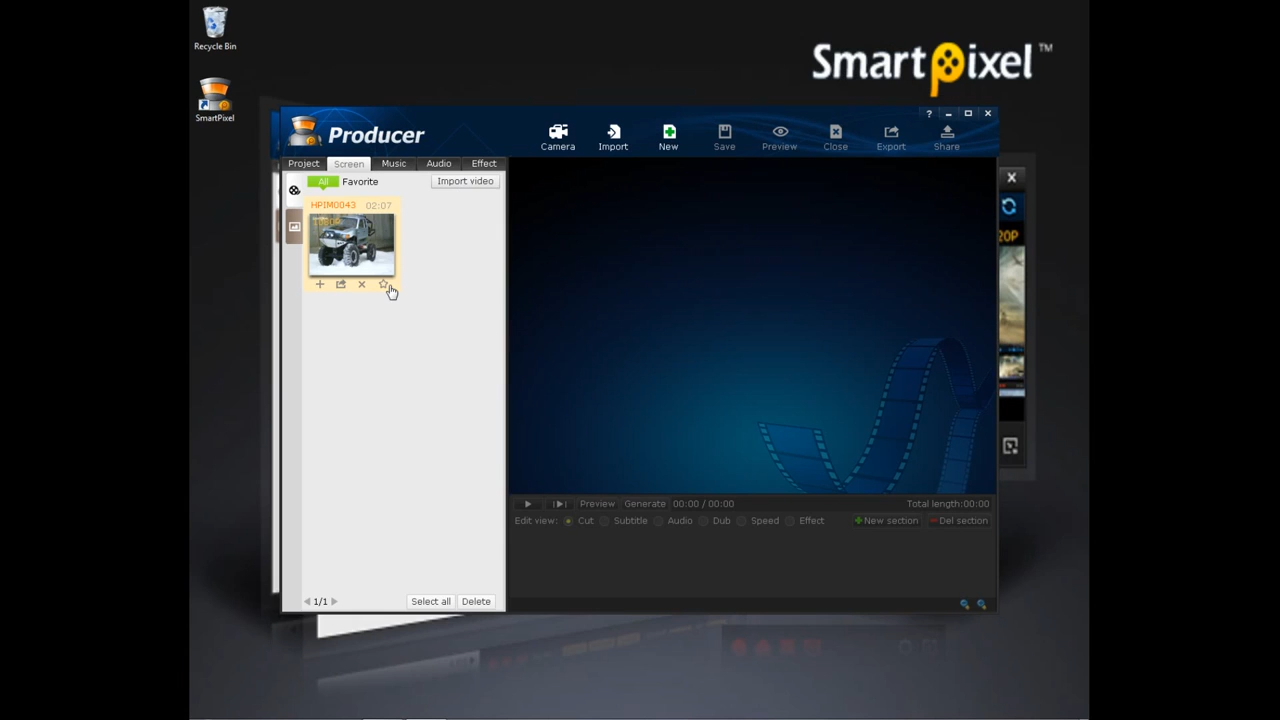 Recycle Bin
SmartPixel
SmartPixel™
Producer
Camera
Import
New
Save
Preview
Close
Export
Share
Project
Screen
Music
Audio
Effect
All
Favorite
Import video
HPIM0043
02:07
20P
Preview
Generate
00:00 / 00:00
Total length:00:00
Edit view:
Cut
Subtitle
Audio
Dub
Speed
Effect
New section
Del section
1/1
Select all
Delete